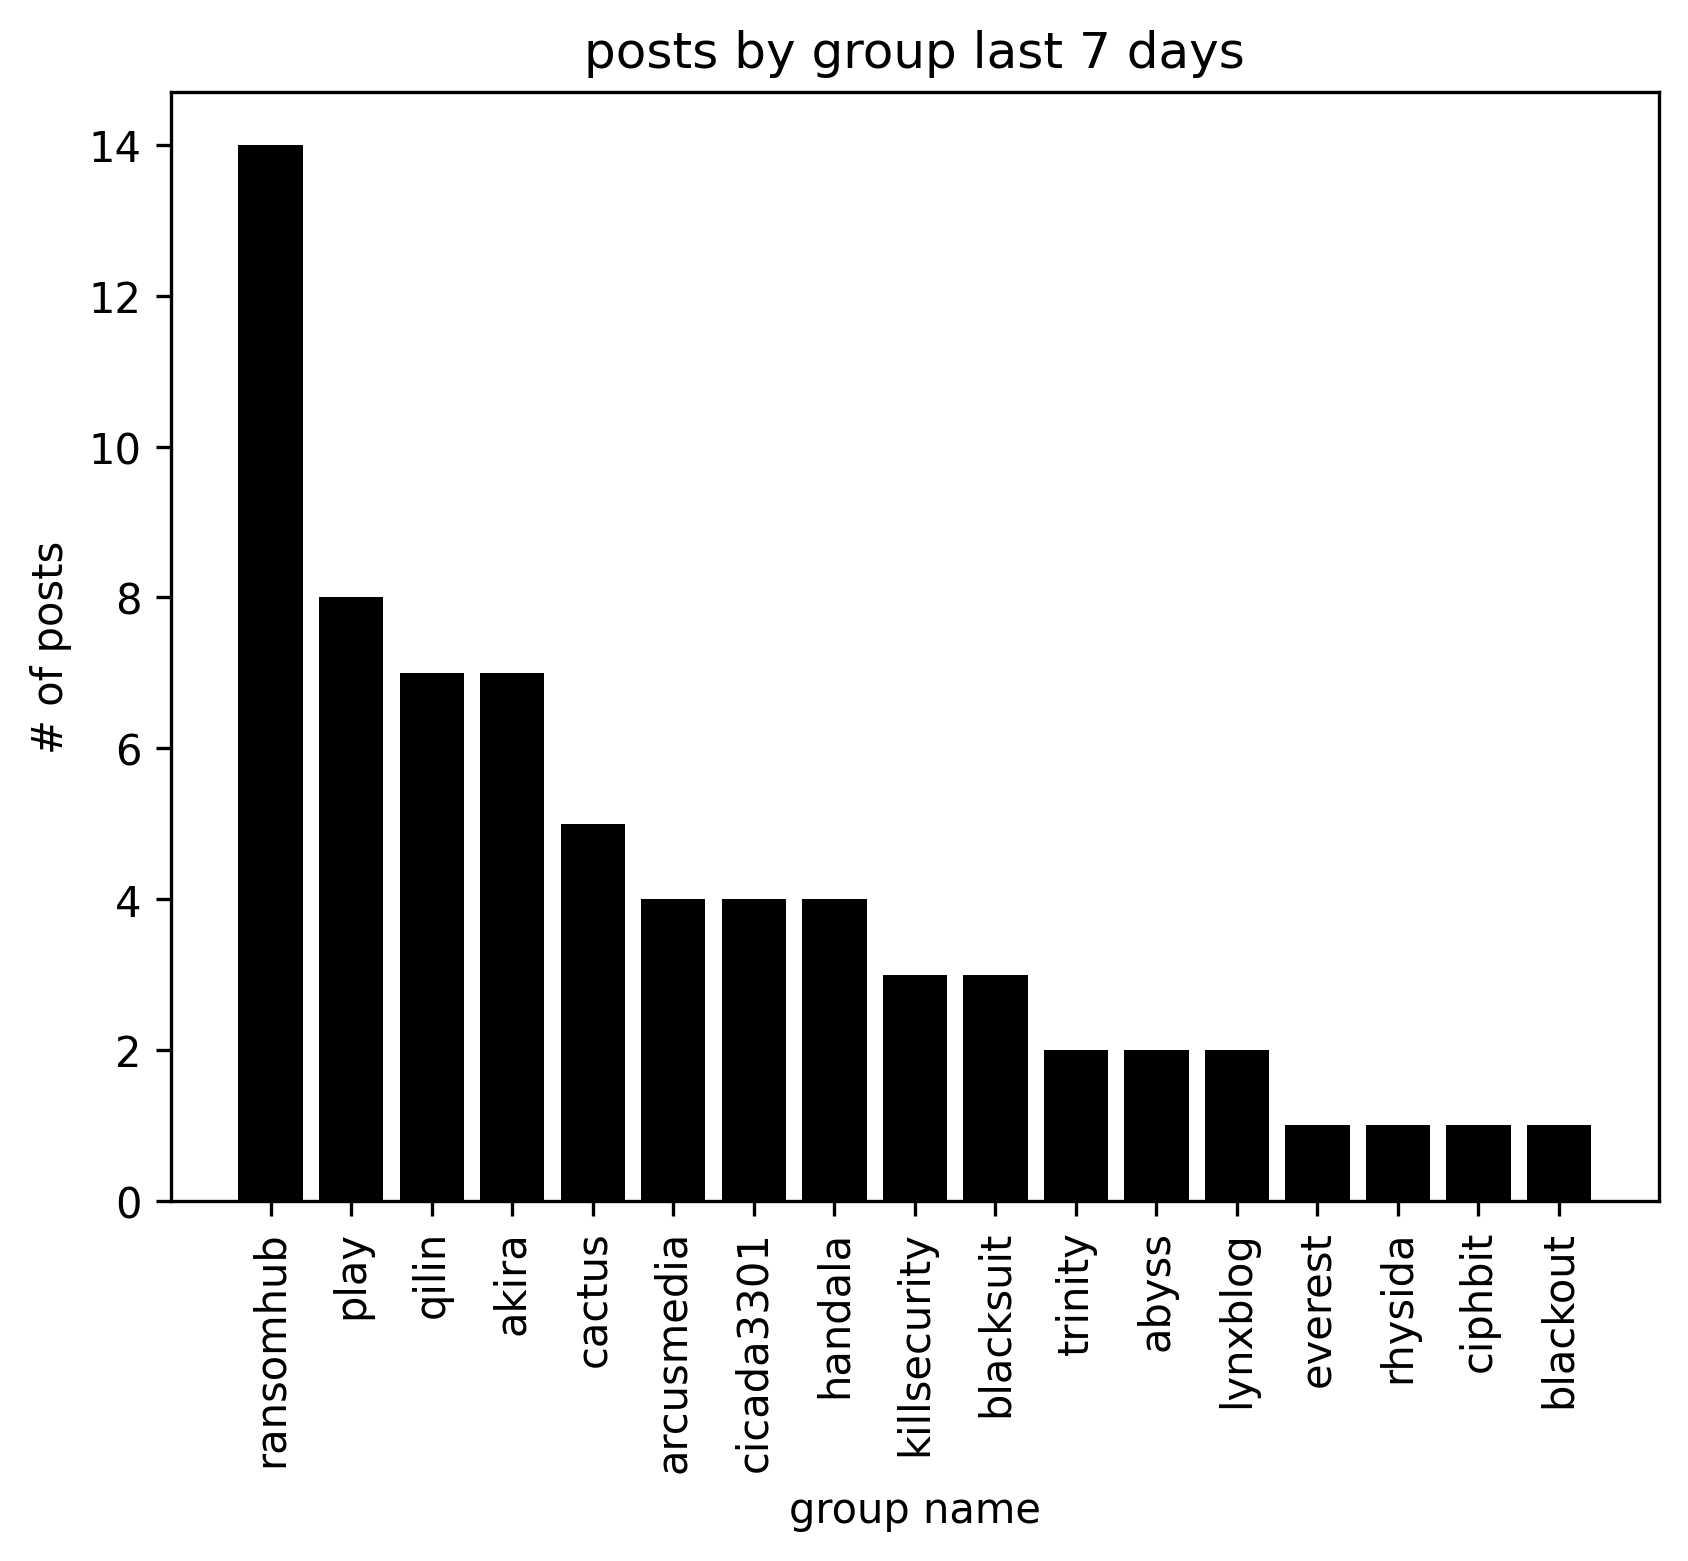 posts by group last 7 days
14
12
10
8
6
4
2
0
# of posts
ransomhub
play
qilin
akira
cactus
arcusmedia
cicada3301
handala
killsecurity
blacksuit
trinity
abyss
lynxblog
everest
rhysida
ciphbit
blackout
group name